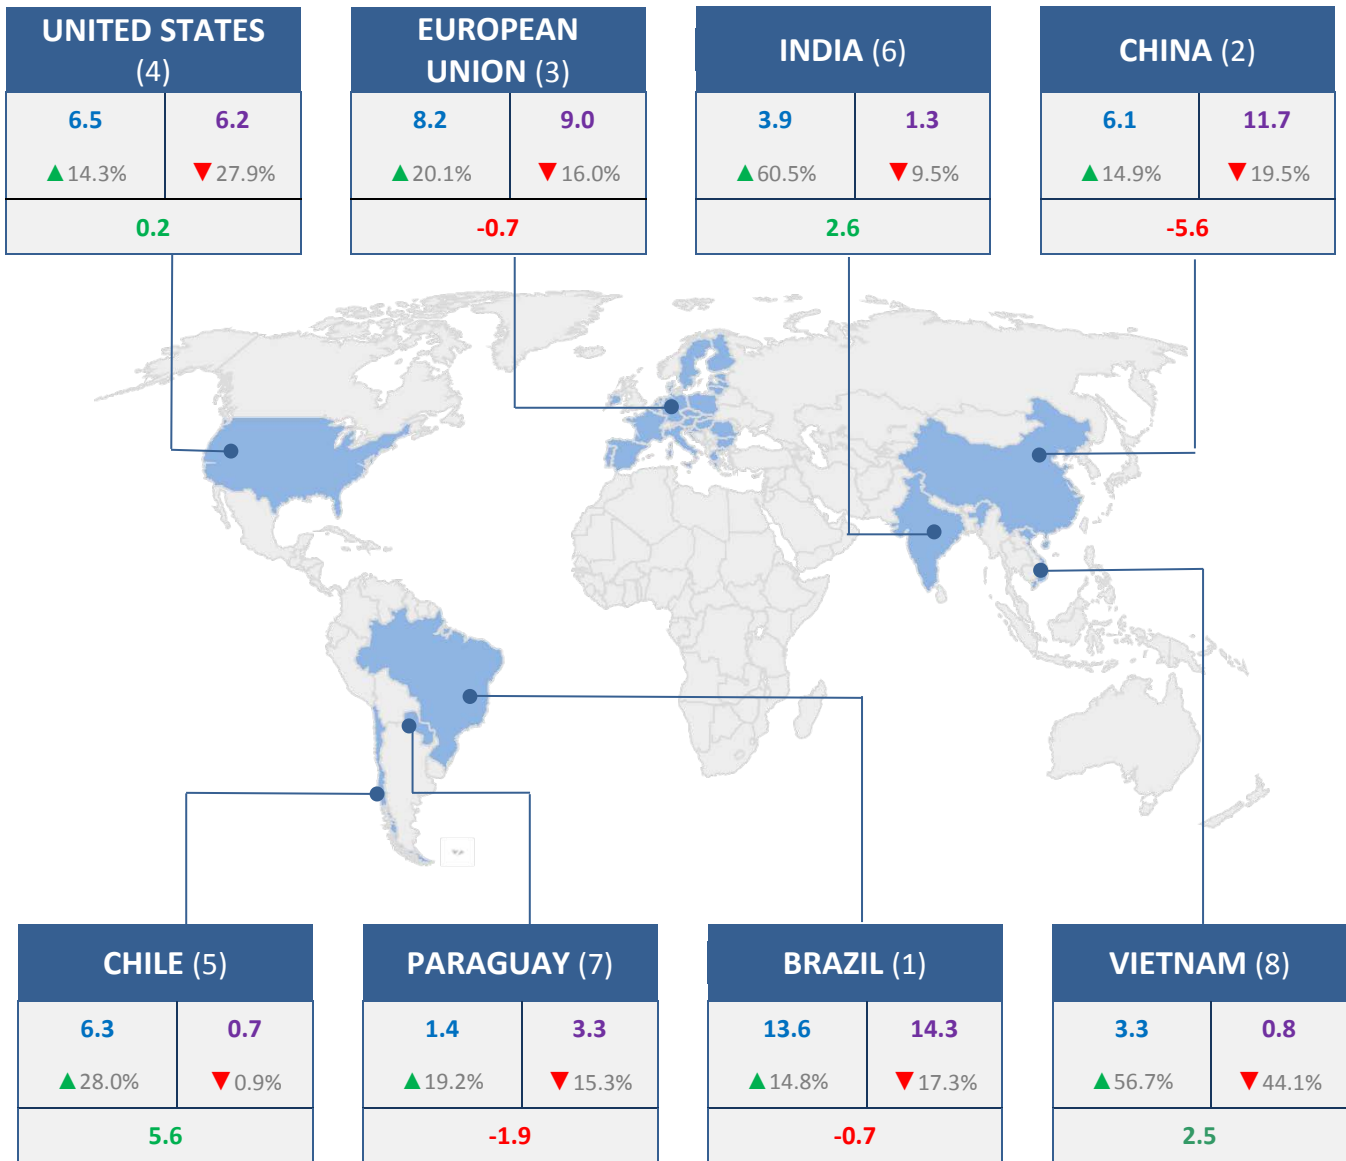 UNITED STATES
(4)
6.5 6.2
▲14.3% ▼27.9%
0.2
EUROPEAN
UNION (3)
8.2 9.0
▲20.1% ▼16.0%
-0.7
INDIA (6)
3.9 1.3
▲60.5% ▼9.5%
2.6
CHINA (2)
6.1 11.7
▲14.9% ▼19.5%
-5.6
CHILE (5)
6.3 0.7
▲28.0% ▼0.9%
5.6
PARAGUAY (7)
1.4 3.3
▲19.2% ▼15.3%
-1.9
BRAZIL (1)
13.6 14.3
▲14.8% ▼17.3%
-0.7
VIETNAM (8)
3.3 0.8
▲56.7% ▼44.1%
2.5